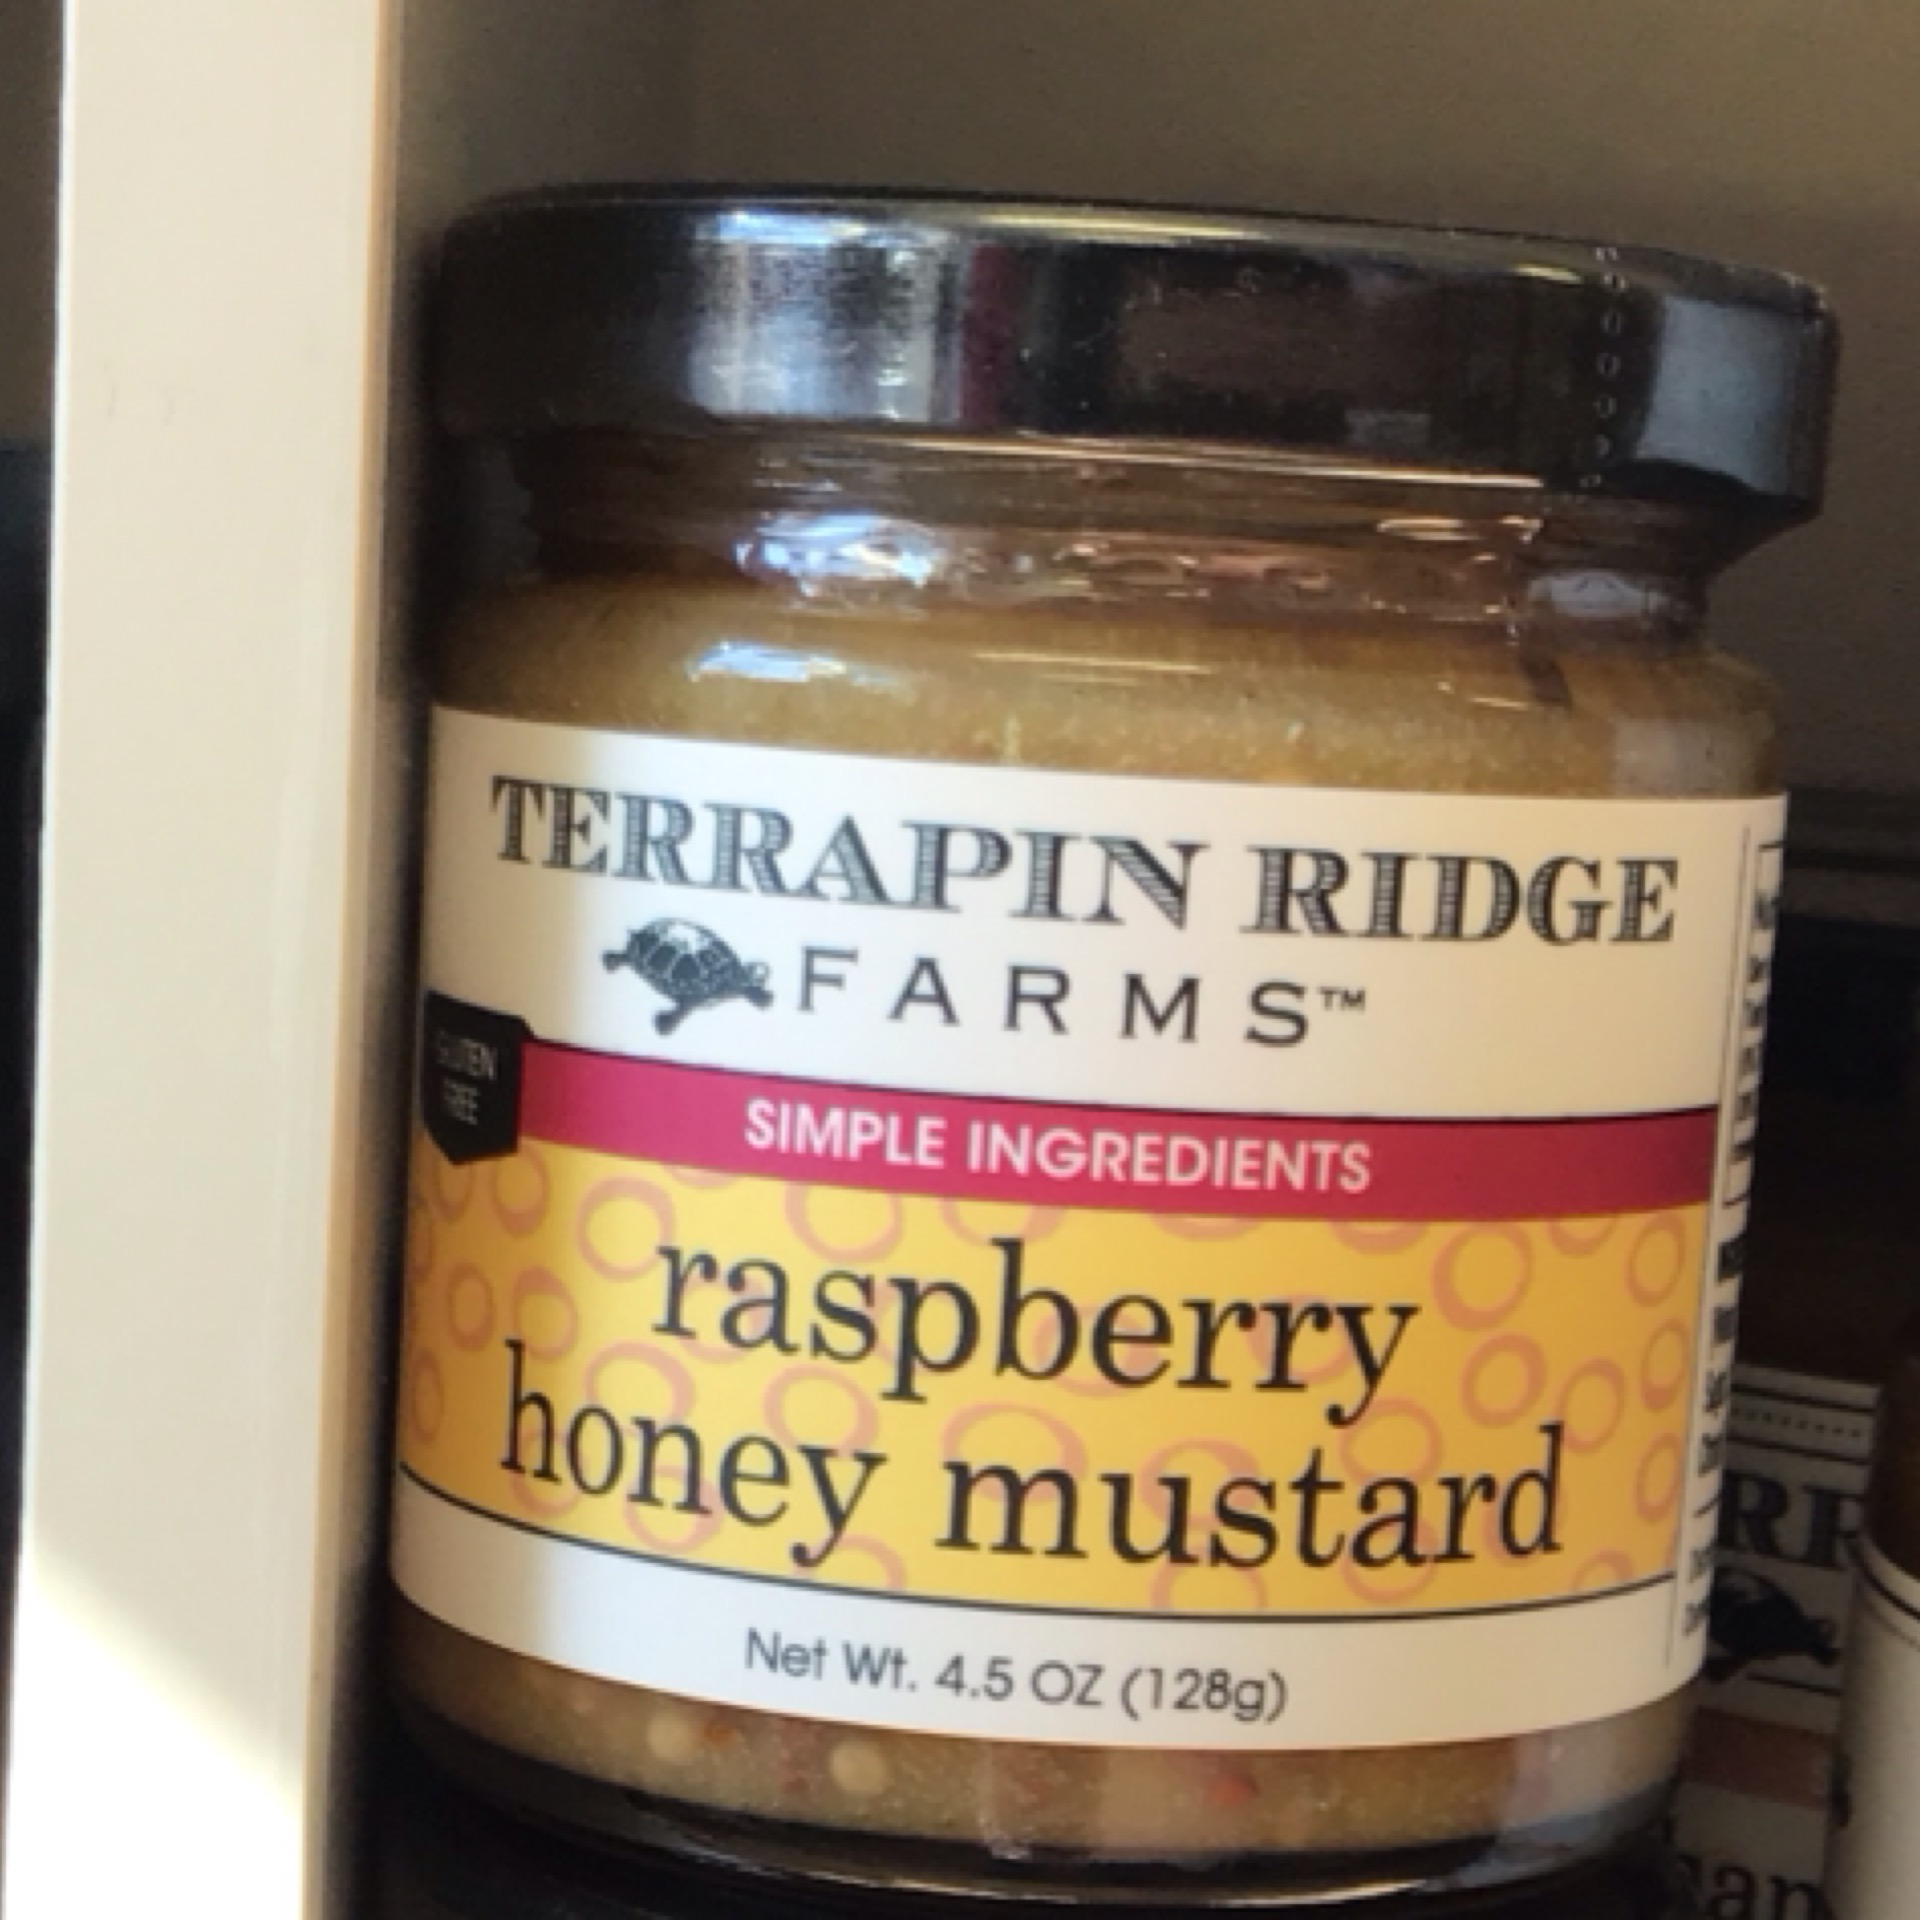 TERRAPIN RIDGE
FARMS™
GLUTEN
FREE
SIMPLE INGREDIENTS
raspberry
honey mustard
Net Wt. 4.5 OZ (128g)